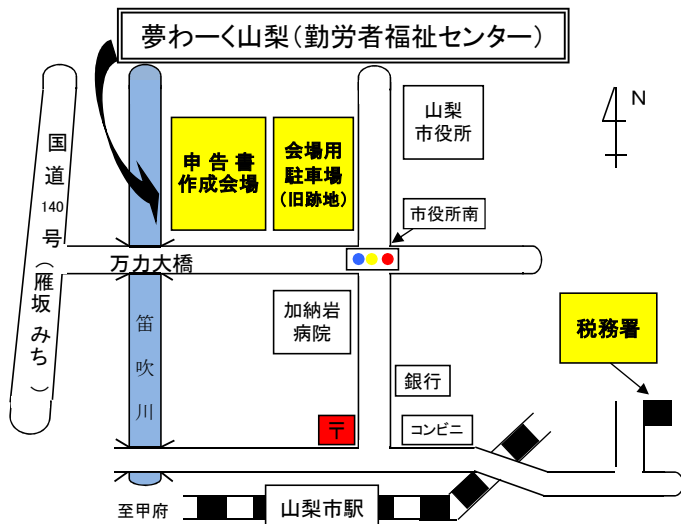 夢わーく山梨(勤労者福祉センター)
国道140号(雁坂みち)
申告書
作成会場
会場用
駐車場
(旧跡地)
山梨
市役所
N
市役所南
万力大橋
笛吹川
加納岩
病院
税務署
銀行
〒
コンビニ
至甲府
山梨市駅